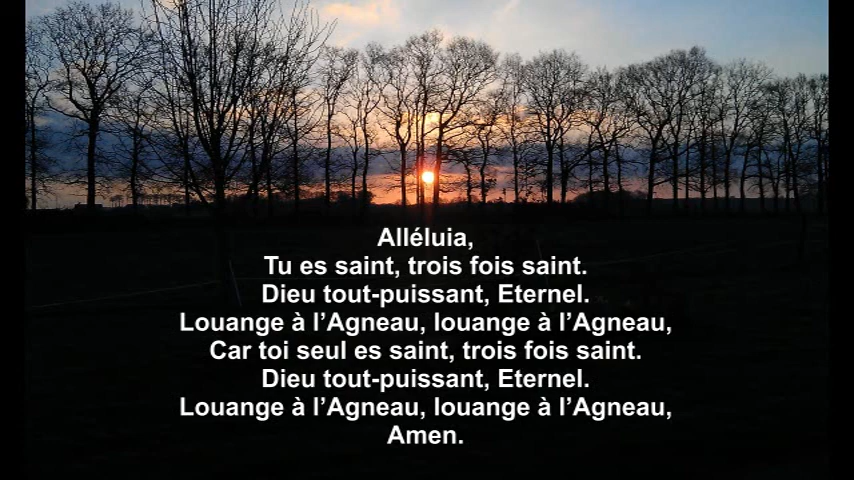 Alléluia,
Tu es saint, trois fois saint.
Dieu tout-puissant, Eternel.
Louange à l’Agneau, louange à l’Agneau,
Car toi seul es saint, trois fois saint.
Dieu tout-puissant, Eternel.
Louange à l’Agneau, louange à l’Agneau,
Amen.